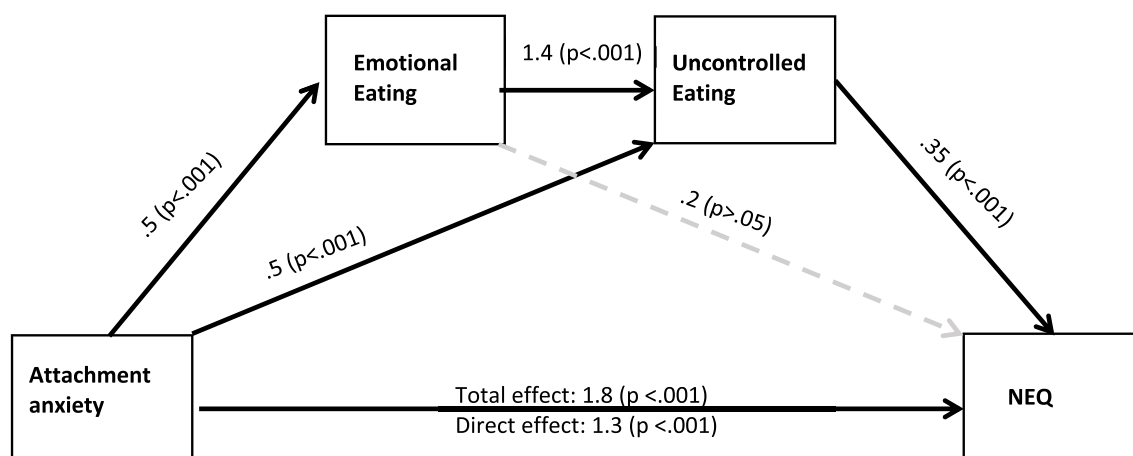 Emotional
Eating
1.4 (p<.001)
Uncontrolled
Eating
.5 (p<.001)
.5 (p<.001)
.2 (p>.05)
.35 (p<.001)
Attachment
anxiety
Total effect: 1.8 (p <.001)
Direct effect: 1.3 (p <.001)
NEQ